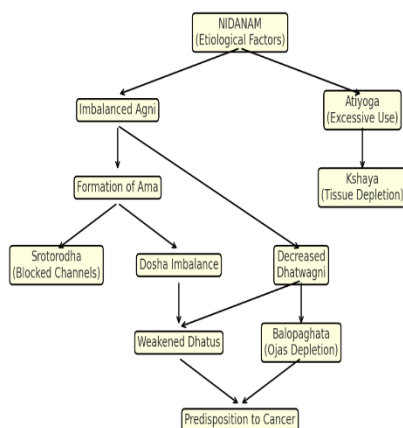 NIDANAM
(Etiological Factors)
Imbalanced Agni
Atiyoga
(Excessive Use)
Formation of Ama
Kshaya
(Tissue Depletion)
Srotorodha
(Blocked Channels)
Dosha Imbalance
Decreased
Dhatwagni
Weakened Dhatus
Balopaghata
(Ojas Depletion)
Predisposition to Cancer